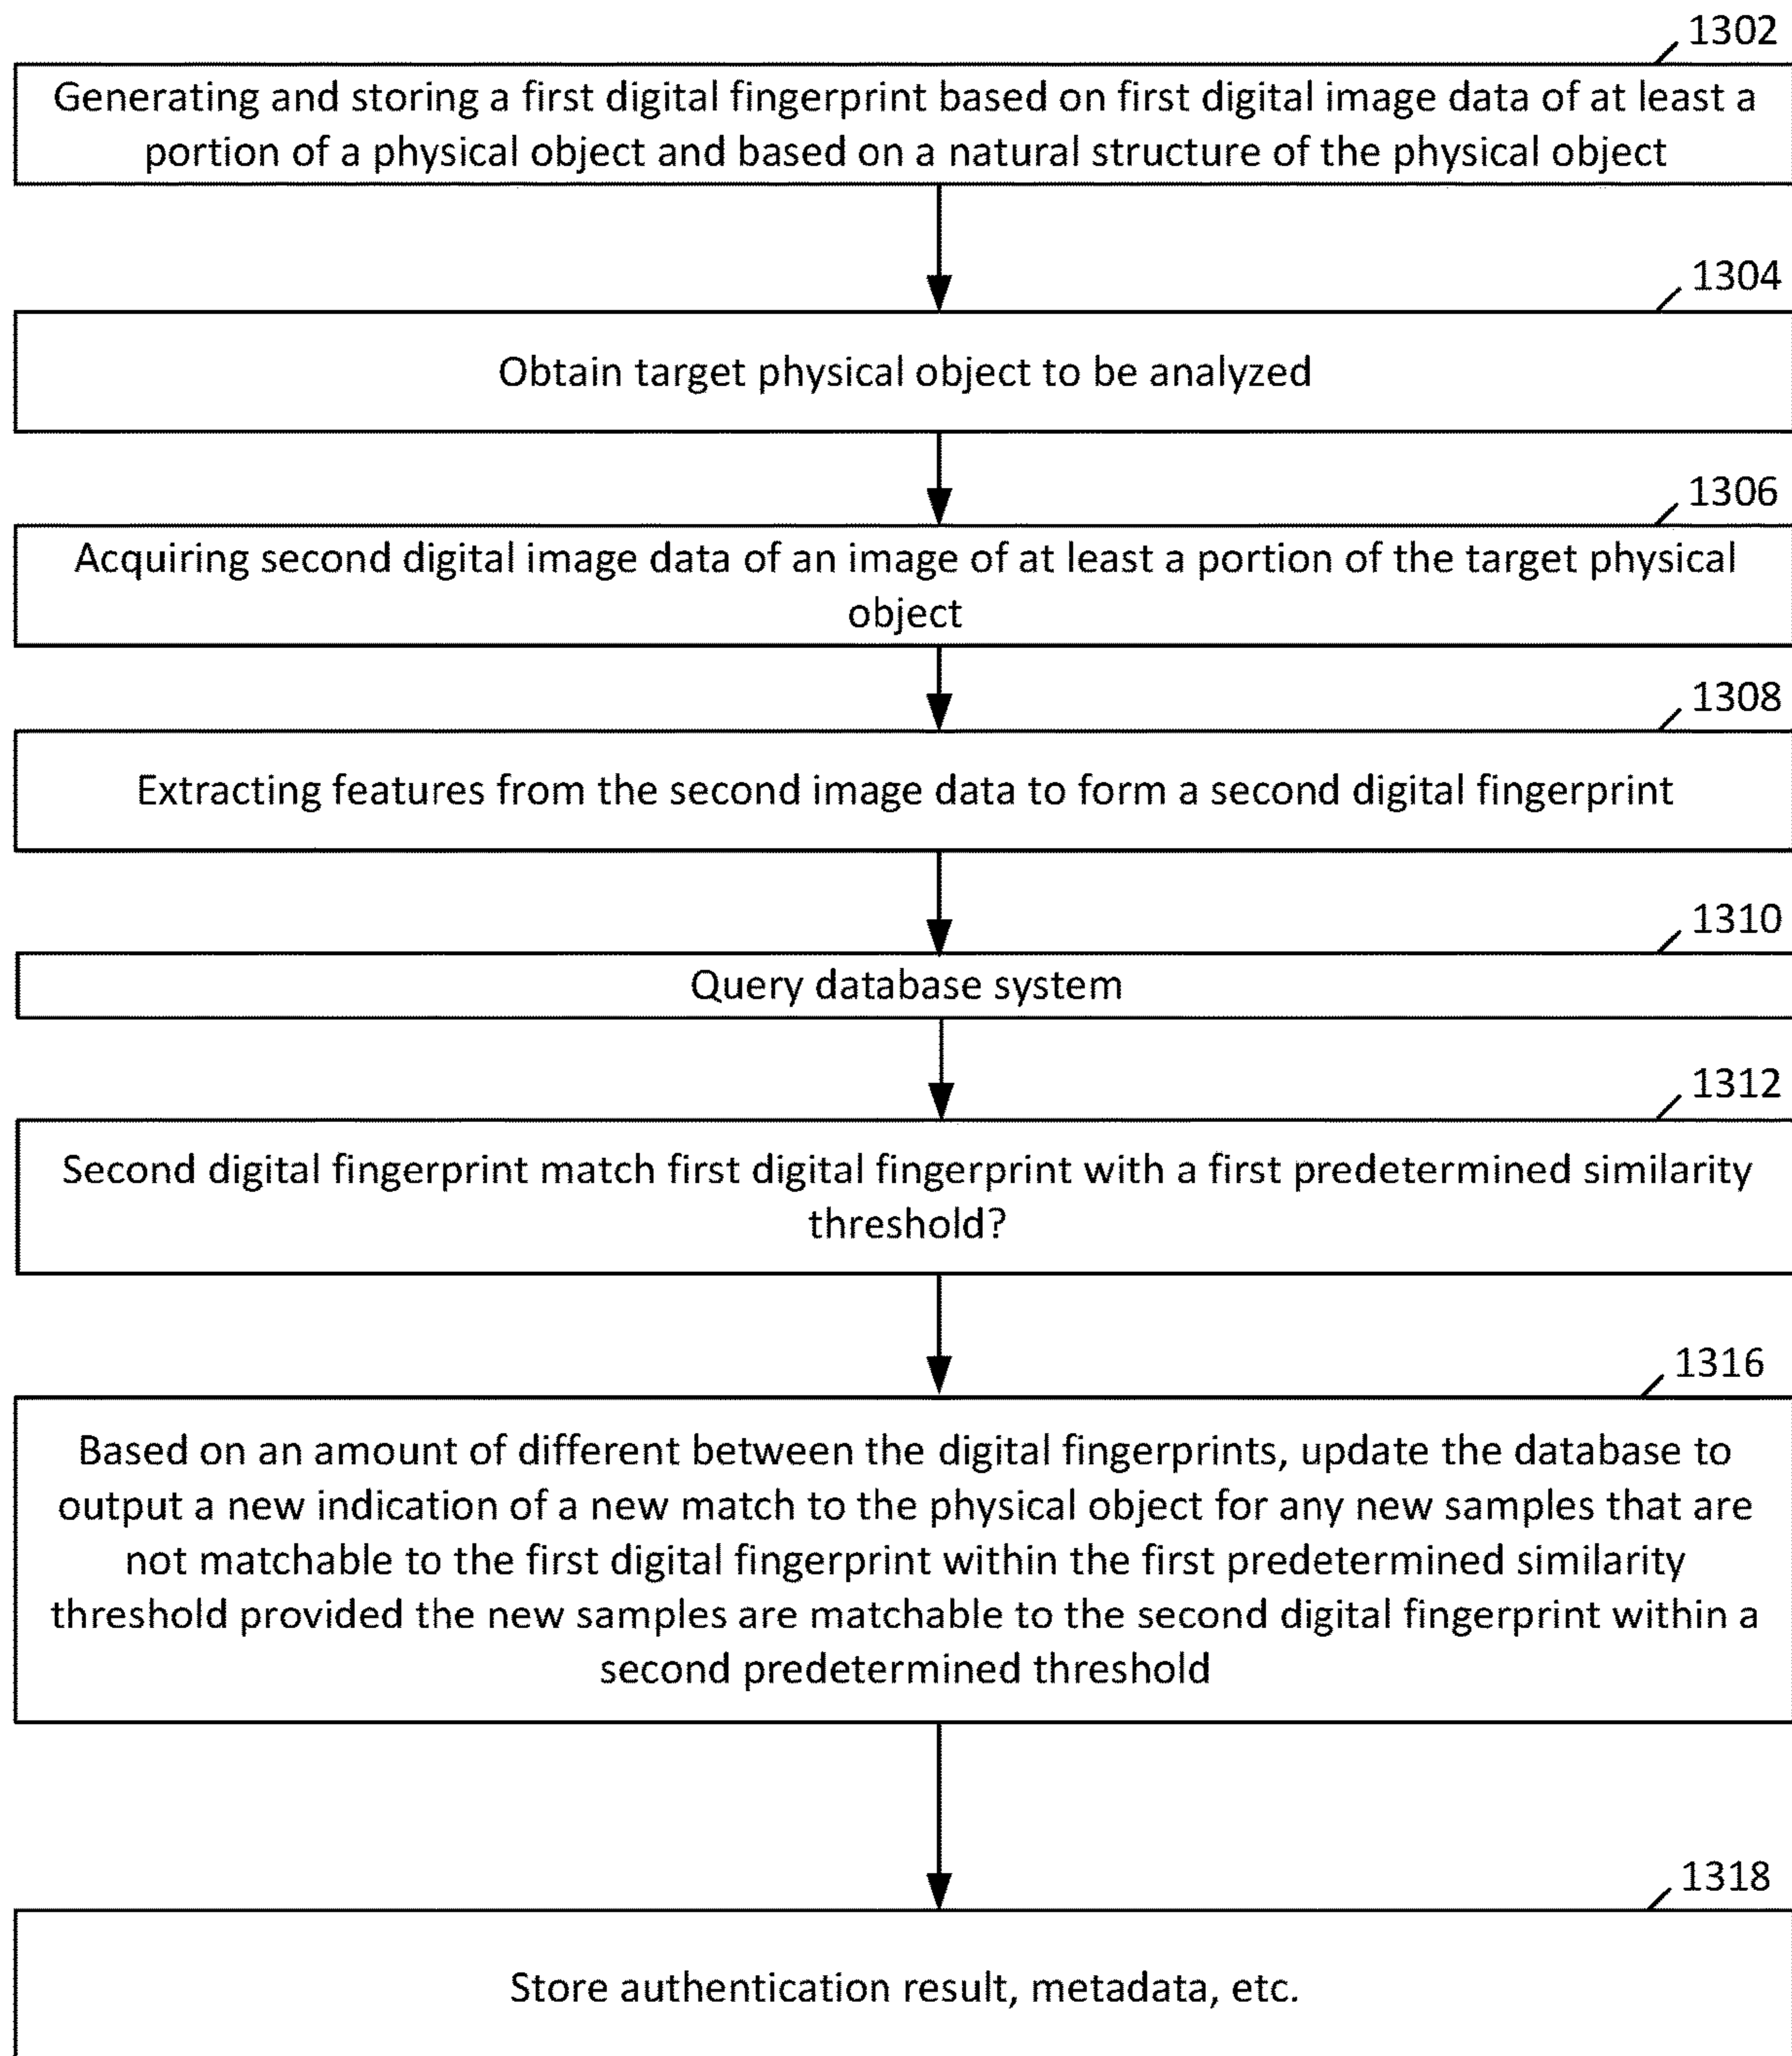 1302
Generating and storing a first digital fingerprint based on first digital image data of at least a
portion of a physical object and based on a natural structure of the physical object
1304
Obtain target physical object to be analyzed
1306
Acquiring second digital image data of an image of at least a portion of the target physical
object
1308
Extracting features from the second image data to form a second digital fingerprint
1310
Query database system
1312
Second digital fingerprint match first digital fingerprint with a first predetermined similarity
threshold?
1316
Based on an amount of different between the digital fingerprints, update the database to
output a new indication of a new match to the physical object for any new samples that are
not matchable to the first digital fingerprint within the first predetermined similarity
threshold provided the new samples are matchable to the second digital fingerprint within a
second predetermined threshold
1318
Store authentication result, metadata, etc.